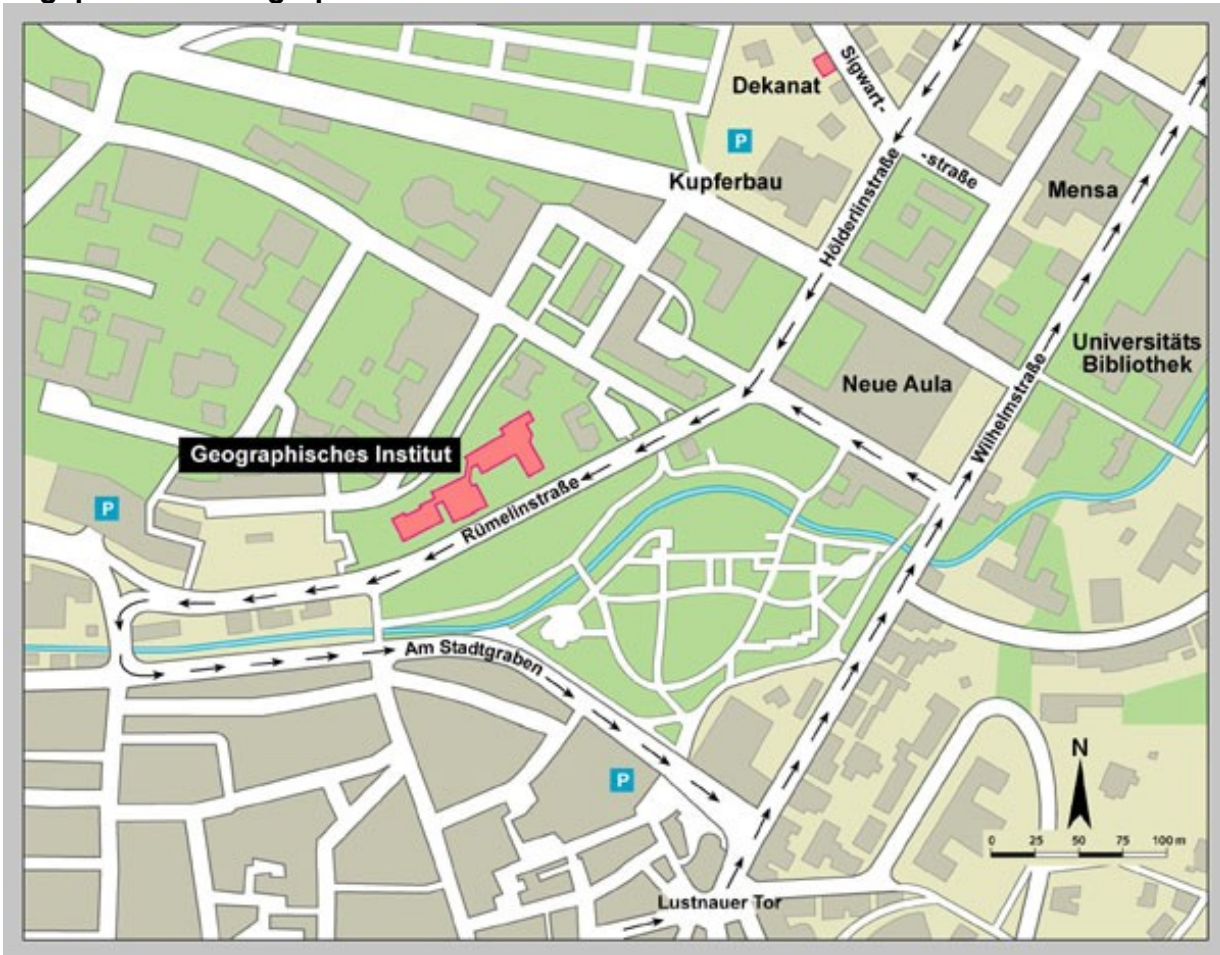 Dekanat
Sigwart-
P
Kupferbau
-straße
Mensa
Hölderlinstraße
Universitäts
Bibliothek
Neue Aula
Wilhelmstraße
Geographisches Institut
P
Rümelinstraße
Am Stadtgraben
P
N
0 25 50 75 100 m
Lustnauer Tor